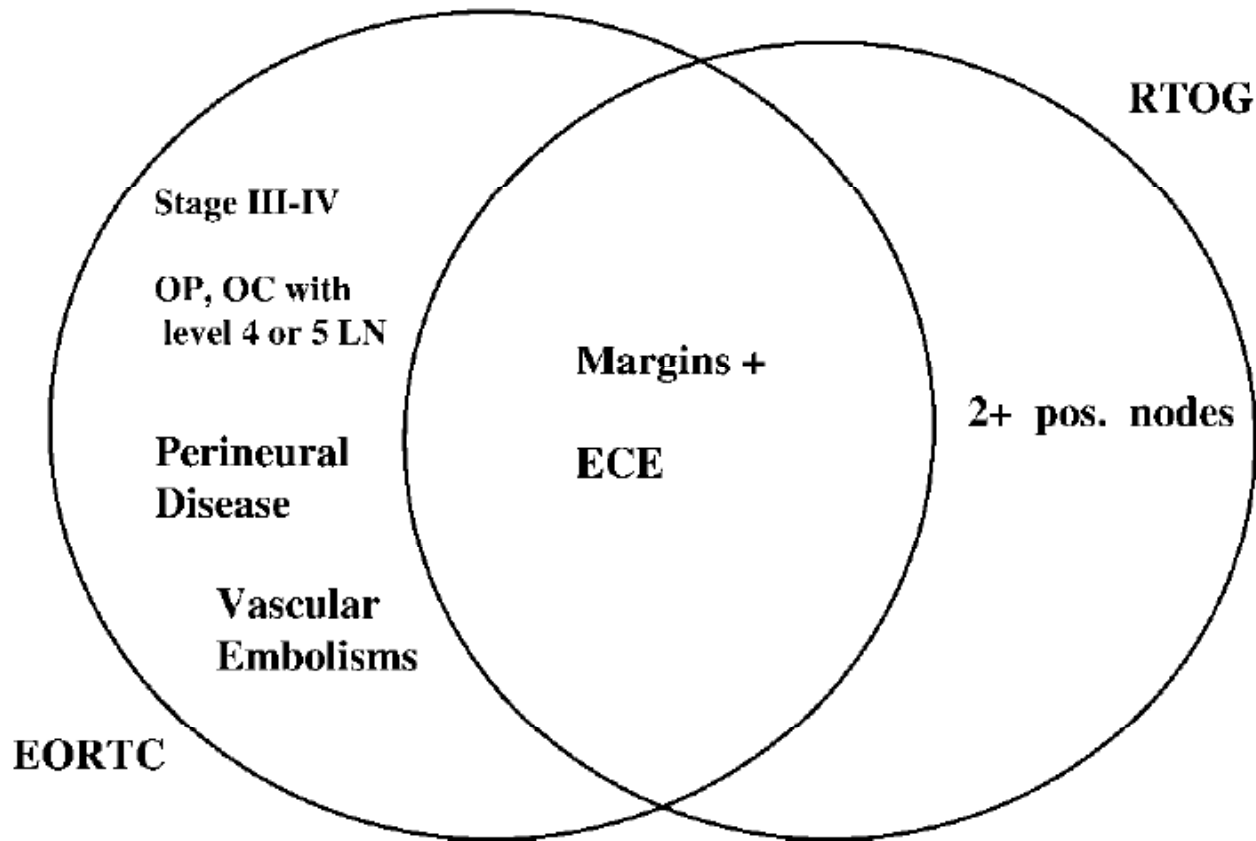 RTOG
Stage III-IV
OP, OC with
level 4 or 5 LN
Margins +
2+ pos. nodes
Perineural
Disease
ECE
Vascular
Embolisms
EORTC